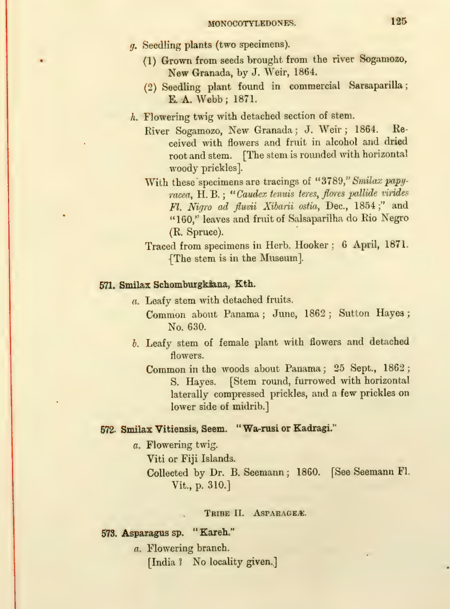 MONOCOTYLEDONES. 125
g. Seedling plants (two specimens).
(1) Grown from seeds brought from the river Sogamozo,
New Granada, by J. Weir, 1864.
(2) Seedling plant found in commercial Sarsaparilla;
E. A. Webb; 1871.
h. Flowering twig with detached section of stem.
River Sogamozo, New Granada; J. Weir; 1864. Re-
ceived with flowers and fruit in alcohol and dried
root and stem. [The stem is rounded with horizontal
woody prickles].
With these specimens are tracings of "3789," Smilax papy-
racea, H. B.; "Caudex tenuis teres, flores pallide virides
Fl. Nigro ad fluvii Xibarii ostia, Dec., 1854;" and
"160," leaves and fruit of Salsaparilha do Rio Negro
(R. Spruce).
Traced from specimens in Herb. Hooker; 6 April, 1871.
[The stem is in the Museum].
571. Smilax Schomburgkiana, Kth.
a. Leafy stem with detached fruits.
Common about Panama; June, 1862; Sutton Hayes;
No. 630.
b. Leafy stem of female plant with flowers and detached
flowers.
Common in the woods about Panama; 25 Sept., 1862;
S. Hayes. [Stem round, furrowed with horizontal
laterally compressed prickles, and a few prickles on
lower side of midrib.]
572. Smilax Vitiensis, Seem. "Wa-rusi or Kadragi."
a. Flowering twig.
Viti or Fiji Islands.
Collected by Dr. B. Seemann; 1860. [See Seemann Fl.
Vit., p. 310.]
TRIBE II. ASPARAGEÆ.
573. Asparagus sp. "Kareh."
a. Flowering branch.
[India ? No locality given.]